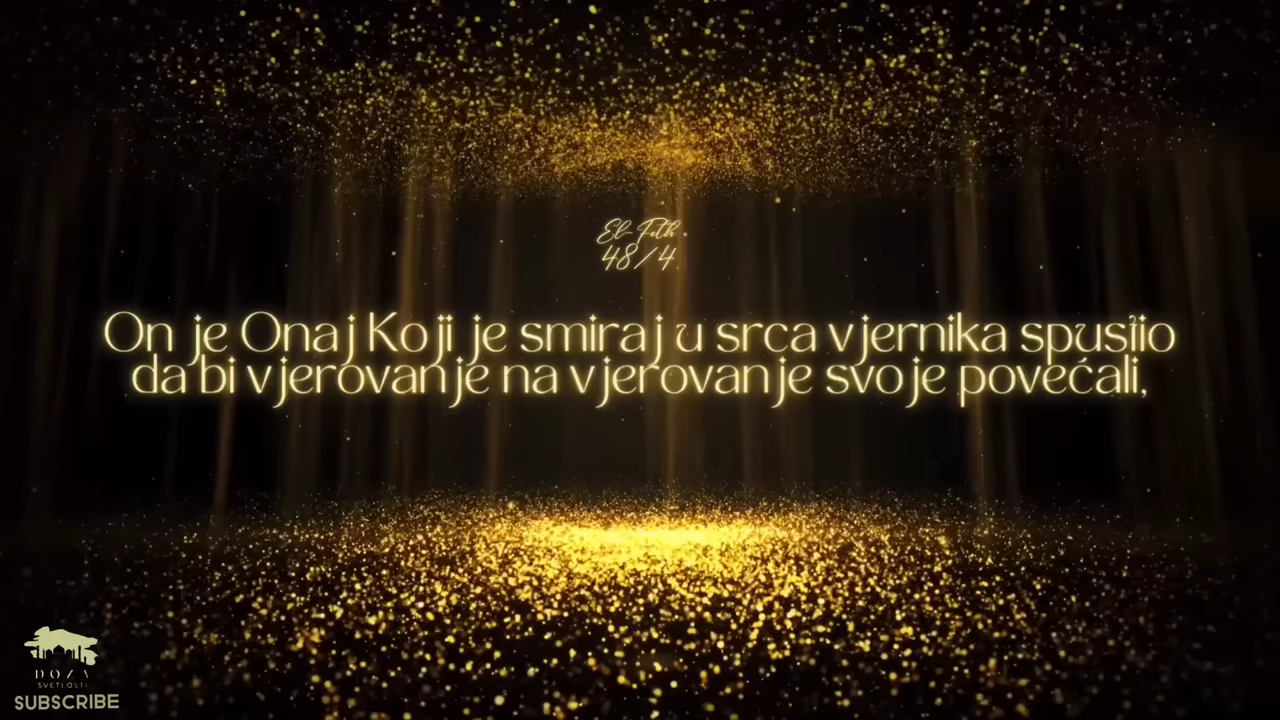 El-Feth
48/4
On je Onaj Koji je smiraj u srca vjernika spustio
da bi vjerovanje na vjerovanje svoje povećali,
DOZA
SVETLOSTI
SUBSCRIBE